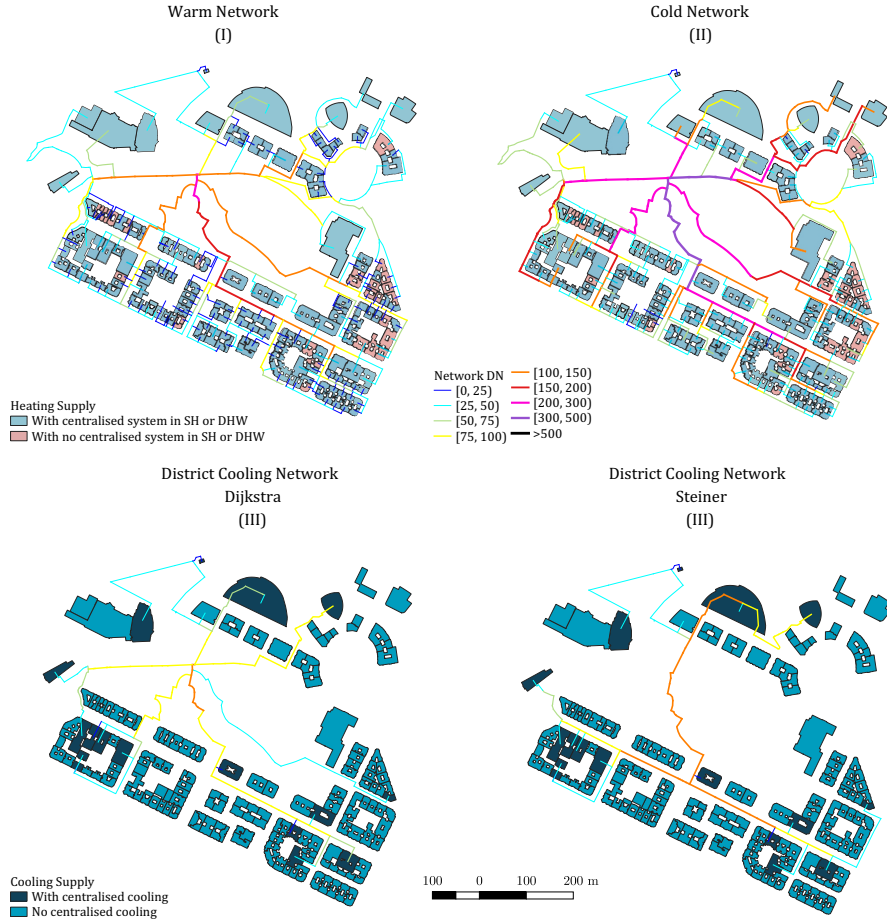 Warm Network
(I)
Cold Network
(II)
Heating Supply
With centralised system in SH or DHW
With no centralised system in SH or DHW
Network DN
[0, 25)
[25, 50)
[50, 75)
[75, 100)
[100, 150)
[150, 200)
[200, 300)
[300, 500)
>500
District Cooling Network
Dijkstra
(III)
District Cooling Network
Steiner
(III)
Cooling Supply
With centralised cooling
No centralised cooling
100 0 100 200 m